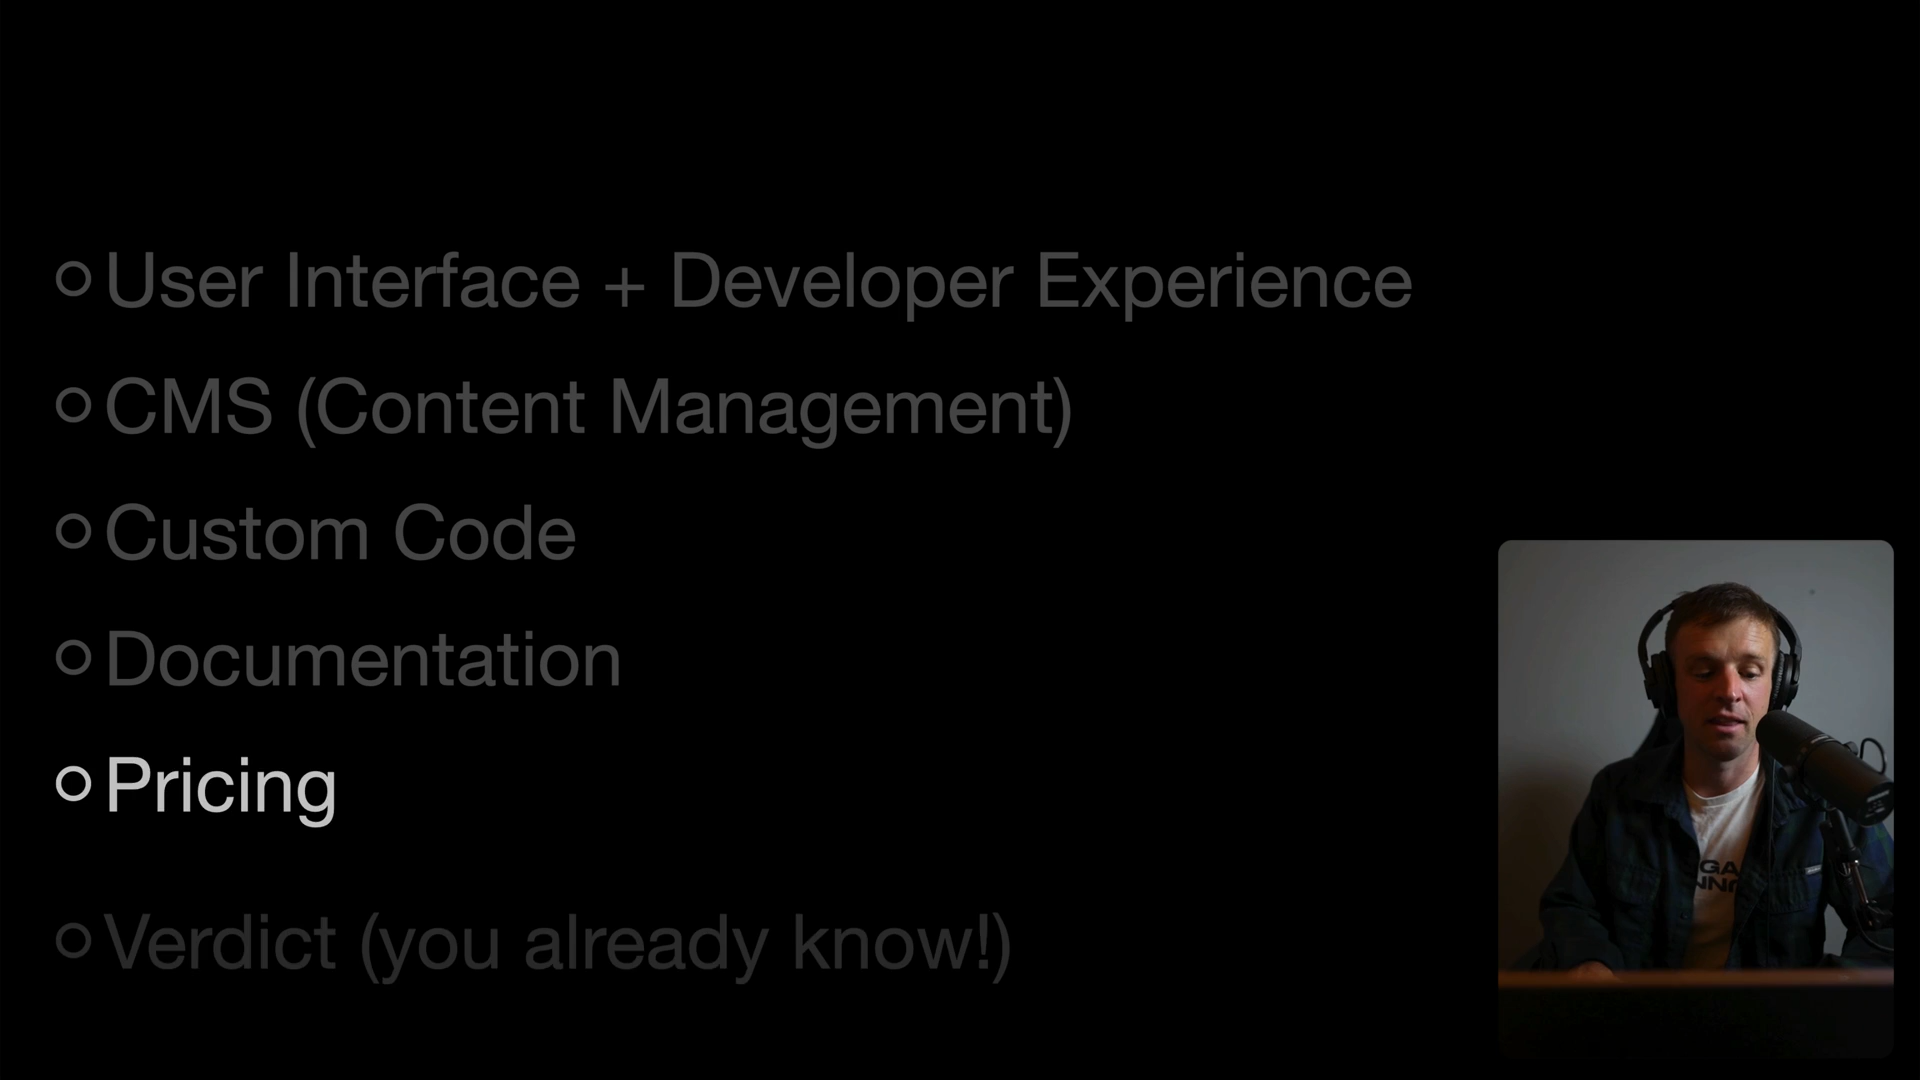 User Interface + Developer Experience
CMS (Content Management)
Custom Code
Documentation
Pricing
Verdict (you already know!)